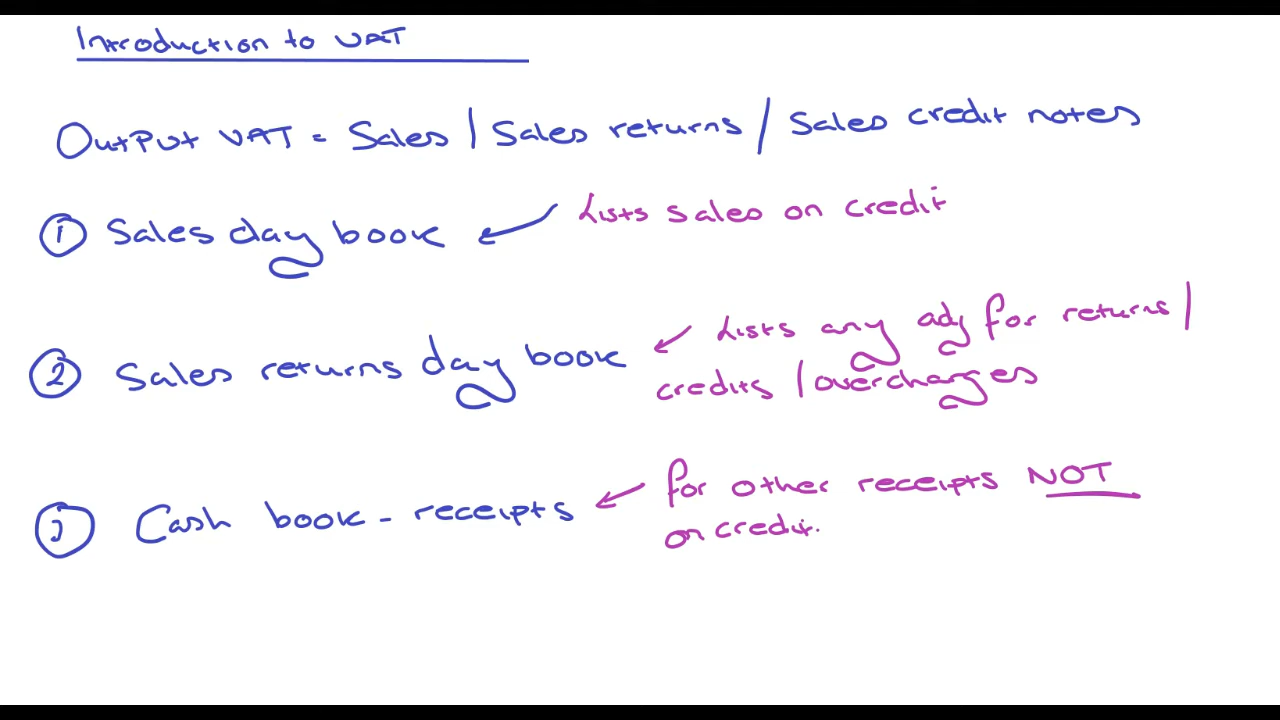 Introduction to VAT
Output VAT = Sales / Sales returns / Sales credit notes
① Sales day book ← Lists sales on credit
② Sales returns day book ← Lists any adj for returns /
credits / overcharges
③ Cash book - receipts ← for other receipts NOT
on credit.